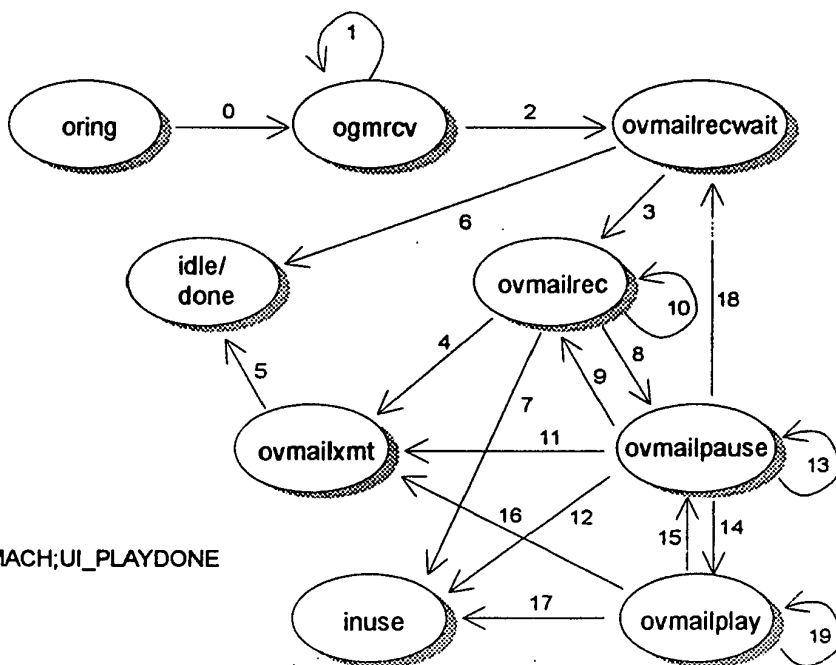 1
oring
0
ogmrcv
2
ovmailrecwait
6
3
idle/
done
ovmailrec
10
18
4
8
5
9
7
ovmailxmt
11
ovmailpause
13
16
12
15
14
MACH;UI_PLAYDONE
inuse
17
ovmailplay
19